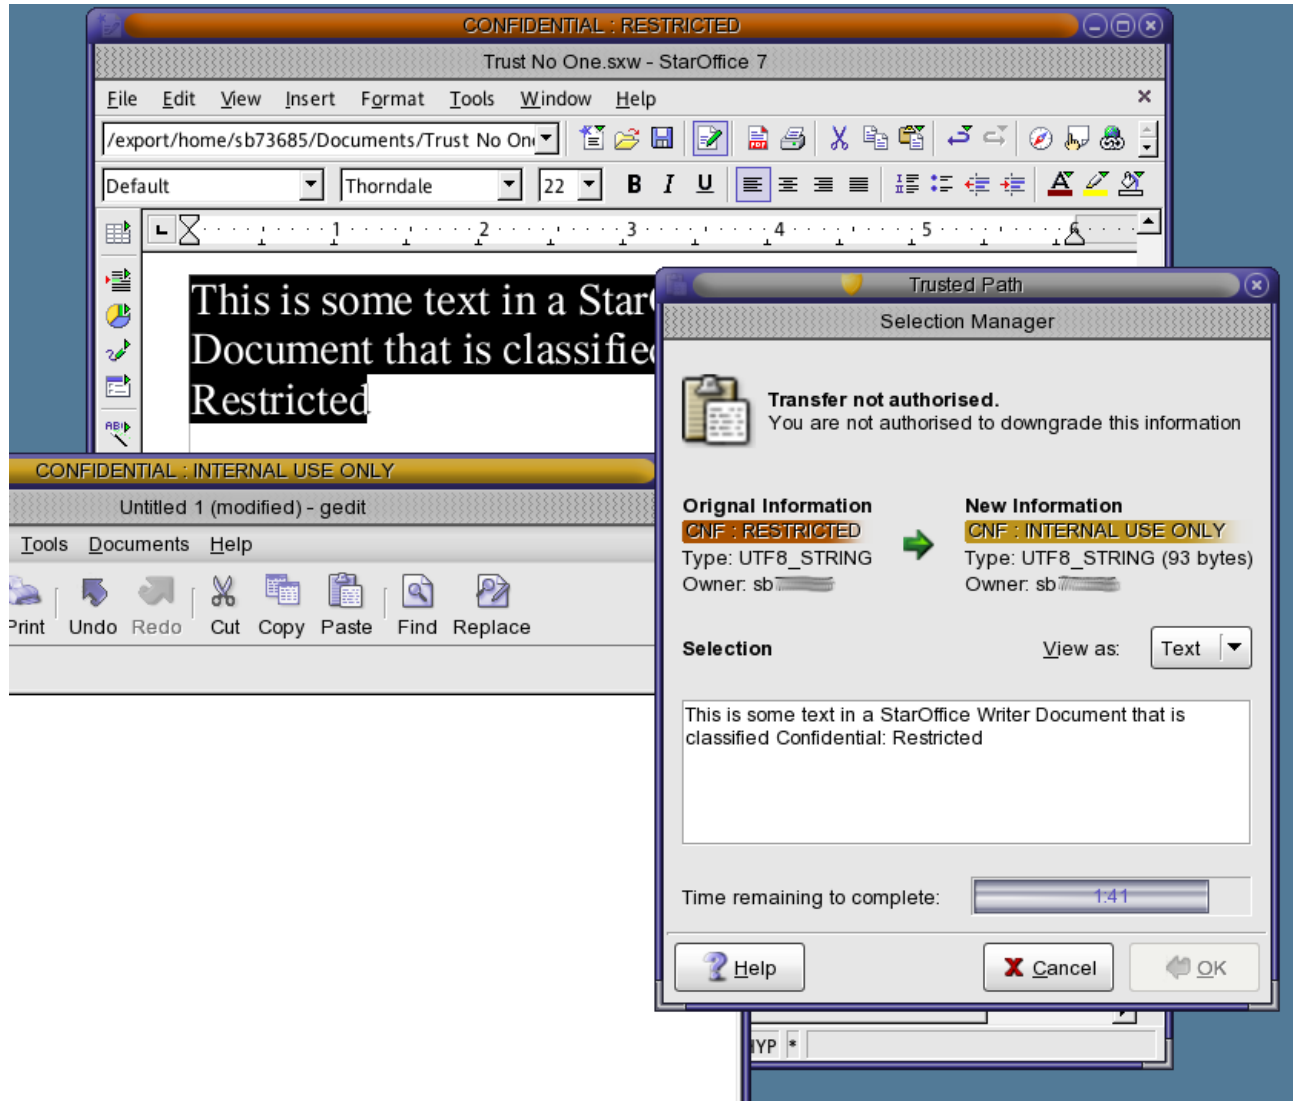 CONFIDENTIAL : RESTRICTED
Trust No One.sxw - StarOffice 7
File Edit View Insert Format Tools Window Help
/export/home/sb73685/Documents/Trust No On
Default Thorndale 22 B I U
1 2 3 4 5 6
This is some text in a Star
Document that is classified
Restricted
CONFIDENTIAL : INTERNAL USE ONLY
Untitled 1 (modified) - gedit
Tools Documents Help
Print Undo Redo Cut Copy Paste Find Replace
Trusted Path
Selection Manager
Transfer not authorised.
You are not authorised to downgrade this information
Orignal Information New Information
CNF : RESTRICTED CNF : INTERNAL USE ONLY
Type: UTF8_STRING Type: UTF8_STRING (93 bytes)
Owner: sb Owner: sb
Selection View as: Text
This is some text in a StarOffice Writer Document that is
classified Confidential: Restricted
Time remaining to complete: 1:41
Help Cancel OK
HYP *